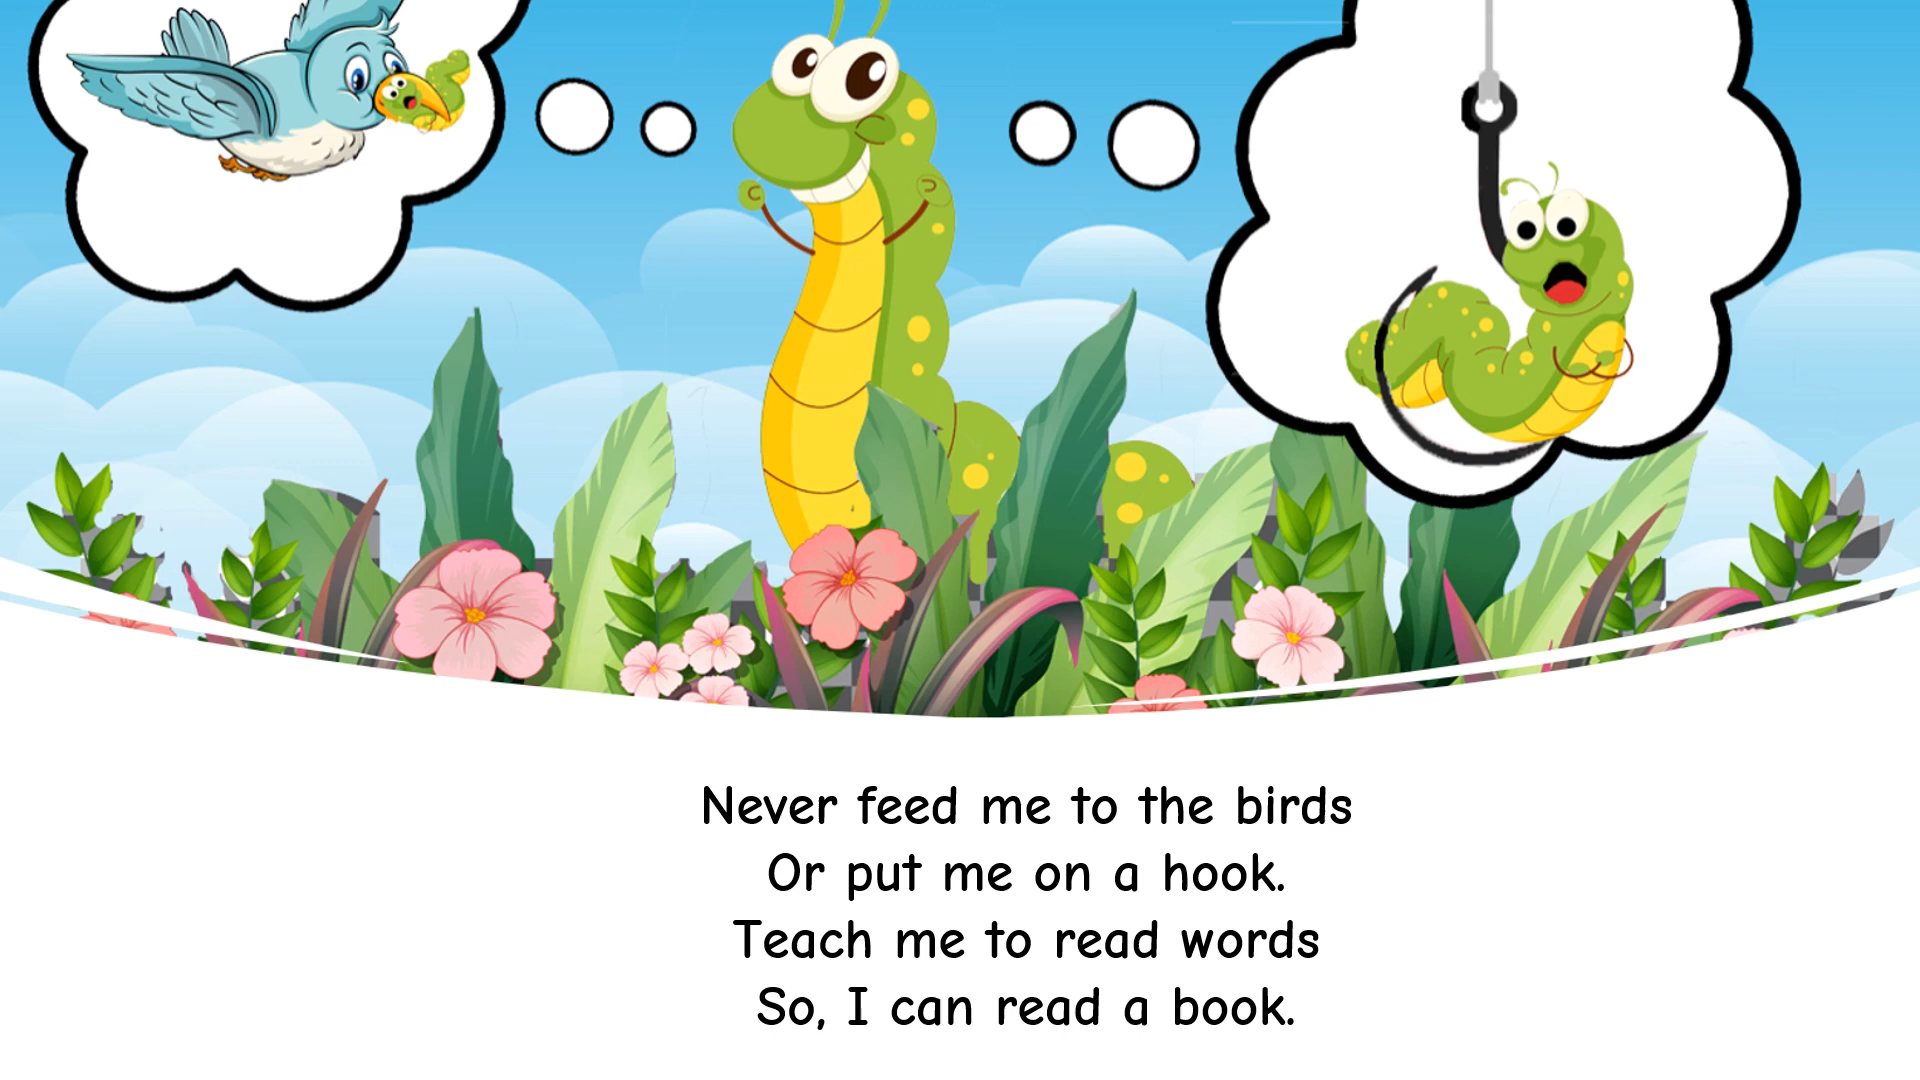 Never feed me to the birds
Or put me on a hook.
Teach me to read words
So, I can read a book.